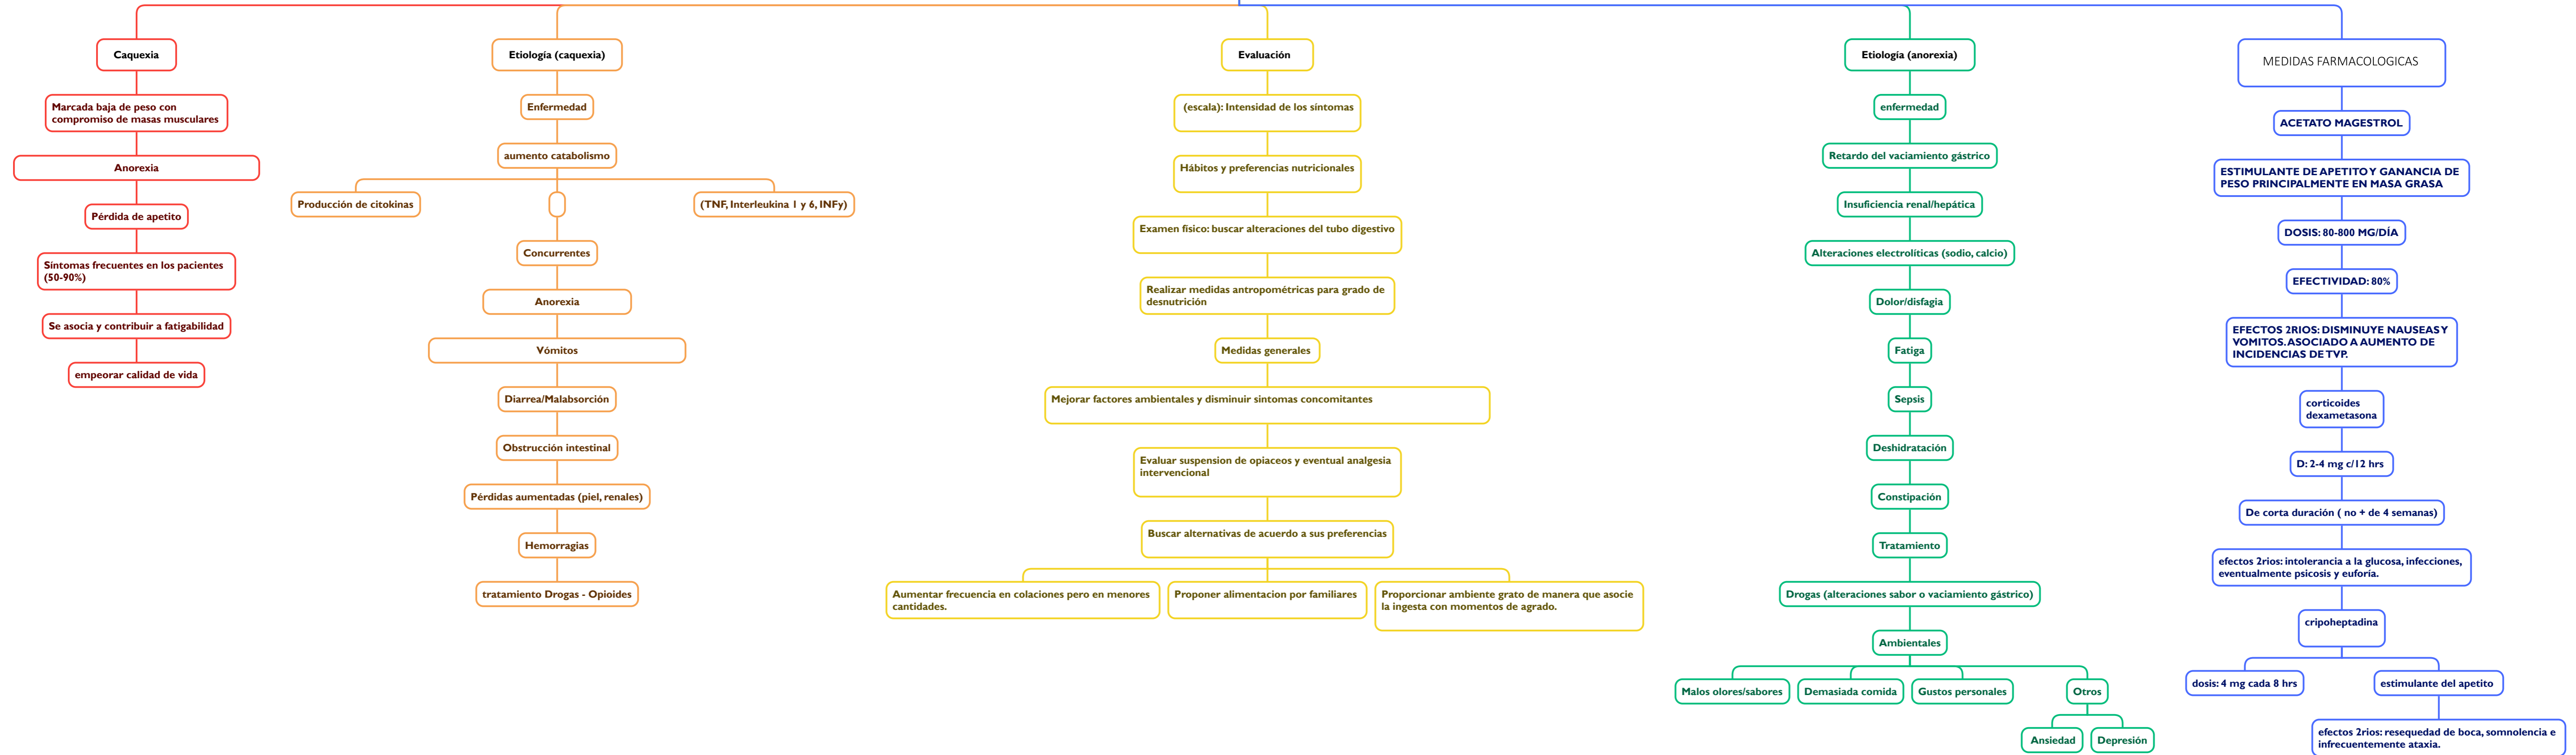 Caquexia
Marcada baja de peso con
compromiso de masas musculares
Anorexia
Pérdida de apetito
Síntomas frecuentes en los pacientes
(50-90%)
Se asocia y contribuir a fatigabilidad
empeorar calidad de vida
Etiología (caquexia)
Enfermedad
aumento catabolismo
Producción de citokinas
(TNF, Interleukina 1 y 6, INFy)
Concurrentes
Anorexia
Vómitos
Diarrea/Malabsorción
Obstrucción intestinal
Pérdidas aumentadas (piel, renales)
Hemorragias
tratamiento Drogas - Opioides
Evaluación
(escala): Intensidad de los síntomas
Hábitos y preferencias nutricionales
Examen físico: buscar alteraciones del tubo digestivo
Realizar medidas antropométricas para grado de
desnutrición
Medidas generales
Mejorar factores ambientales y disminuir sintomas concomitantes
Evaluar suspension de opiaceos y eventual analgesia
intervencional
Buscar alternativas de acuerdo a sus preferencias
Aumentar frecuencia en colaciones pero en menores
cantidades.
Proponer alimentacion por familiares
Proporcionar ambiente grato de manera que asocie
la ingesta con momentos de agrado.
Etiología (anorexia)
enfermedad
Retardo del vaciamiento gástrico
Insuficiencia renal/hepática
Alteraciones electrolíticas (sodio, calcio)
Dolor/disfagia
Fatiga
Sepsis
Deshidratación
Constipación
Tratamiento
Drogas (alteraciones sabor o vaciamiento gástrico)
Ambientales
Malos olores/sabores
Demasiada comida
Gustos personales
Otros
Ansiedad
Depresión
MEDIDAS FARMACOLOGICAS
ACETATO MAGESTROL
ESTIMULANTE DE APETITO Y GANANCIA DE
PESO PRINCIPALMENTE EN MASA GRASA
DOSIS: 80-800 MG/DÍA
EFECTIVIDAD: 80%
EFECTOS 2RIOS: DISMINUYE NAUSEAS Y
VOMITOS. ASOCIADO A AUMENTO DE
INCIDENCIAS DE TVP.
corticoides
dexametasona
D: 2-4 mg c/12 hrs
De corta duración ( no + de 4 semanas)
efectos 2rios: intolerancia a la glucosa, infecciones,
eventualmente psicosis y euforía.
cripoheptadina
dosis: 4 mg cada 8 hrs
estimulante del apetito
efectos 2rios: resequedad de boca, somnolencia e
infrecuentemente ataxia.